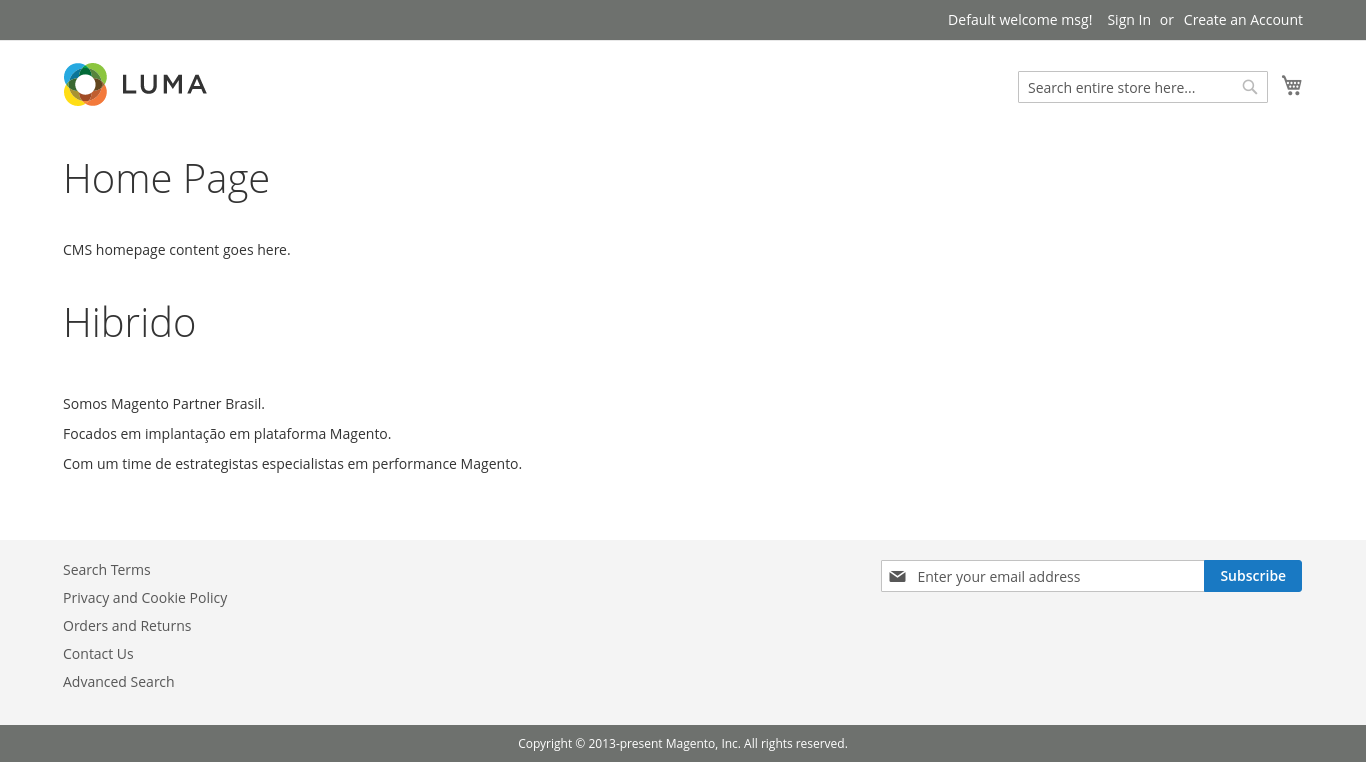 Default welcome msg! Sign In or Create an Account
LUMA
Search entire store here...
Home Page
CMS homepage content goes here.
Hibrido
Somos Magento Partner Brasil.
Focados em implantação em plataforma Magento.
Com um time de estrategistas especialistas em performance Magento.
Search Terms
Privacy and Cookie Policy
Orders and Returns
Contact Us
Advanced Search
Enter your email address
Subscribe
Copyright © 2013-present Magento, Inc. All rights reserved.